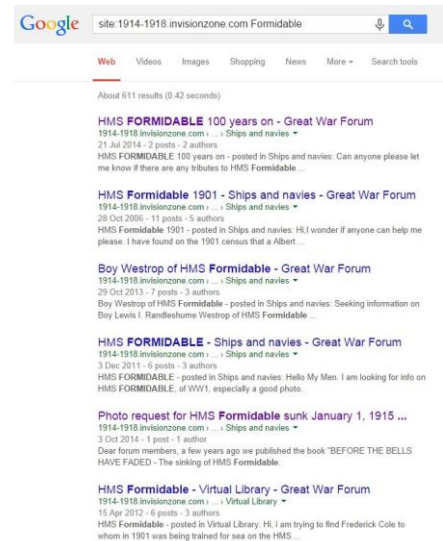 Google site:1914-1918.invisionzone.com Formidable
Web Videos Images Shopping News More Search tools
About 611 results (0.42 seconds)
HMS FORMIDABLE 100 years on - Great War Forum
1914-1918.invisionzone.com › ... › Ships and navies
21 Jul 2014 - 2 posts - 2 authors
HMS FORMIDABLE 100 years on - posted in Ships and navies: Can anyone please let
me know if there are any tributes to HMS Formidable ...
HMS Formidable 1901 - Ships and navies - Great War Forum
1914-1918.invisionzone.com › ... › Ships and navies
28 Oct 2006 - 11 posts - 5 authors
HMS Formidable 1901 - posted in Ships and navies: Hi,I wonder if anyone can help me
please. I have found on the 1901 census that a Albert ...
Boy Westrop of HMS Formidable - Great War Forum
1914-1918.invisionzone.com › ... › Ships and navies
29 Oct 2013 - 7 posts - 3 authors
Boy Westrop of HMS Formidable - posted in Ships and navies: Seeking information on
Boy Lewis I. Randleshume Westrop of HMS Formidable ...
HMS FORMIDABLE - Ships and navies - Great War Forum
1914-1918.invisionzone.com › ... › Ships and navies
3 Dec 2011 - 6 posts - 3 authors
HMS FORMIDABLE - posted in Ships and navies: Hello My Men. I am looking for info on
HMS FORMIDABLE, of WW1, especially a good photo.
Photo request for HMS Formidable sunk January 1, 1915 ...
1914-1918.invisionzone.com › ... › Ships and navies
3 Oct 2014 - 1 post - 1 author
Dear forum members, a few years ago we published the book "BEFORE THE BELLS
HAVE FADED - The sinking of HMS Formidable.
HMS Formidable - Virtual Library - Great War Forum
1914-1918.invisionzone.com › ... › Virtual Library
15 Apr 2012 - 6 posts - 3 authors
HMS Formidable - posted in Virtual Library: Hi, i am trying to find Frederick Cole to
whom in 1901 was being trained for sea on the HMS ...